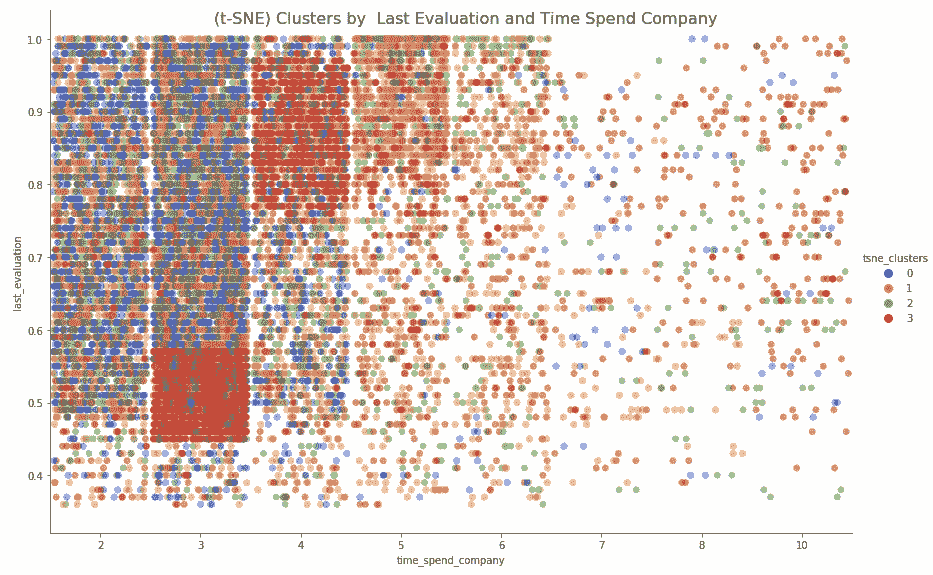 (t-SNE) Clusters by  Last Evaluation and Time Spend Company
1.0
0.9
0.8
0.7
0.6
0.5
0.4
last_evaluation
2 3 4 5 6 7 8 9 10
time_spend_company
tsne_clusters
0
1
2
3